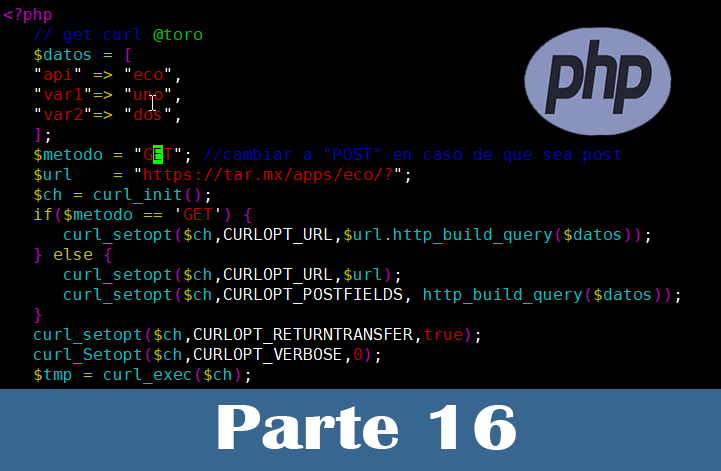 <?php
// get curl @toro
$datos = [
"api" => "eco",
"var1"=> "uno",
"var2"=> "dos",
];
$metodo = "GET"; //cambiar a "POST" en caso de que sea post
$url    = "https://tar.mx/apps/eco/?";
$ch = curl_init();
if($metodo == 'GET') {
curl_setopt($ch,CURLOPT_URL,$url.http_build_query($datos));
} else {
curl_setopt($ch,CURLOPT_URL,$url);
curl_setopt($ch,CURLOPT_POSTFIELDS, http_build_query($datos));
}
curl_setopt($ch,CURLOPT_RETURNTRANSFER,true);
curl_Setopt($ch,CURLOPT_VERBOSE,0);
$tmp = curl_exec($ch);
php
Parte 16